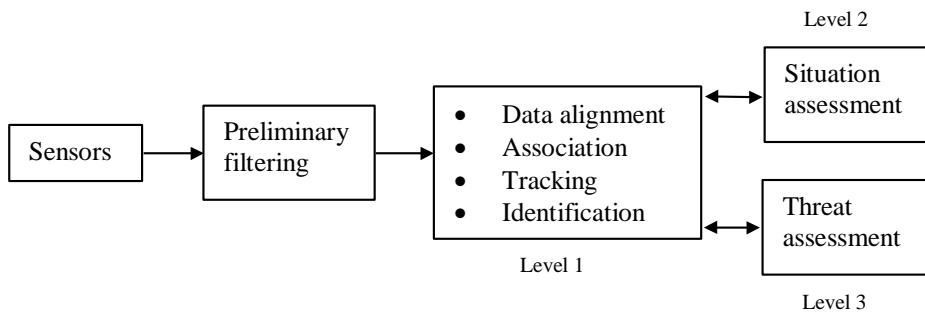 Level 2
Situation
assessment
Preliminary
filtering
Sensors
• Data alignment
• Association
• Tracking
• Identification
Level 1
Threat
assessment
Level 3